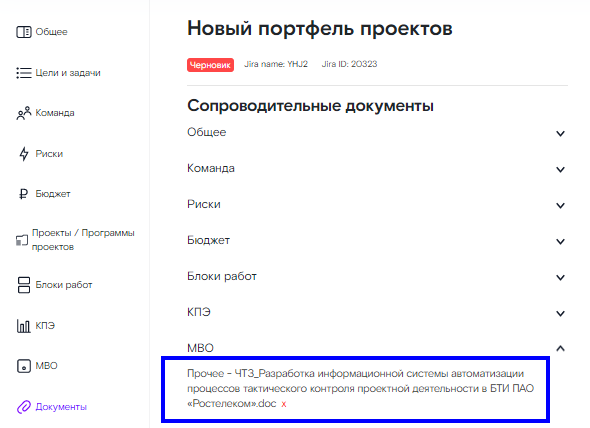 Общее
Цели и задачи
Команда
Риски
Бюджет
Проекты / Программы
проектов
Блоки работ
КПЭ
МВО
Документы
Новый портфель проектов
Черновик Jira name: YHJ2 Jira ID: 20323
Сопроводительные документы
Общее
Команда
Риски
Бюджет
Блоки работ
КПЭ
МВО
Прочее - ЧТЗ_Разработка информационной системы автоматизации
процессов тактического контроля проектной деятельности в БТИ ПАО
«Ростелеком».doc x